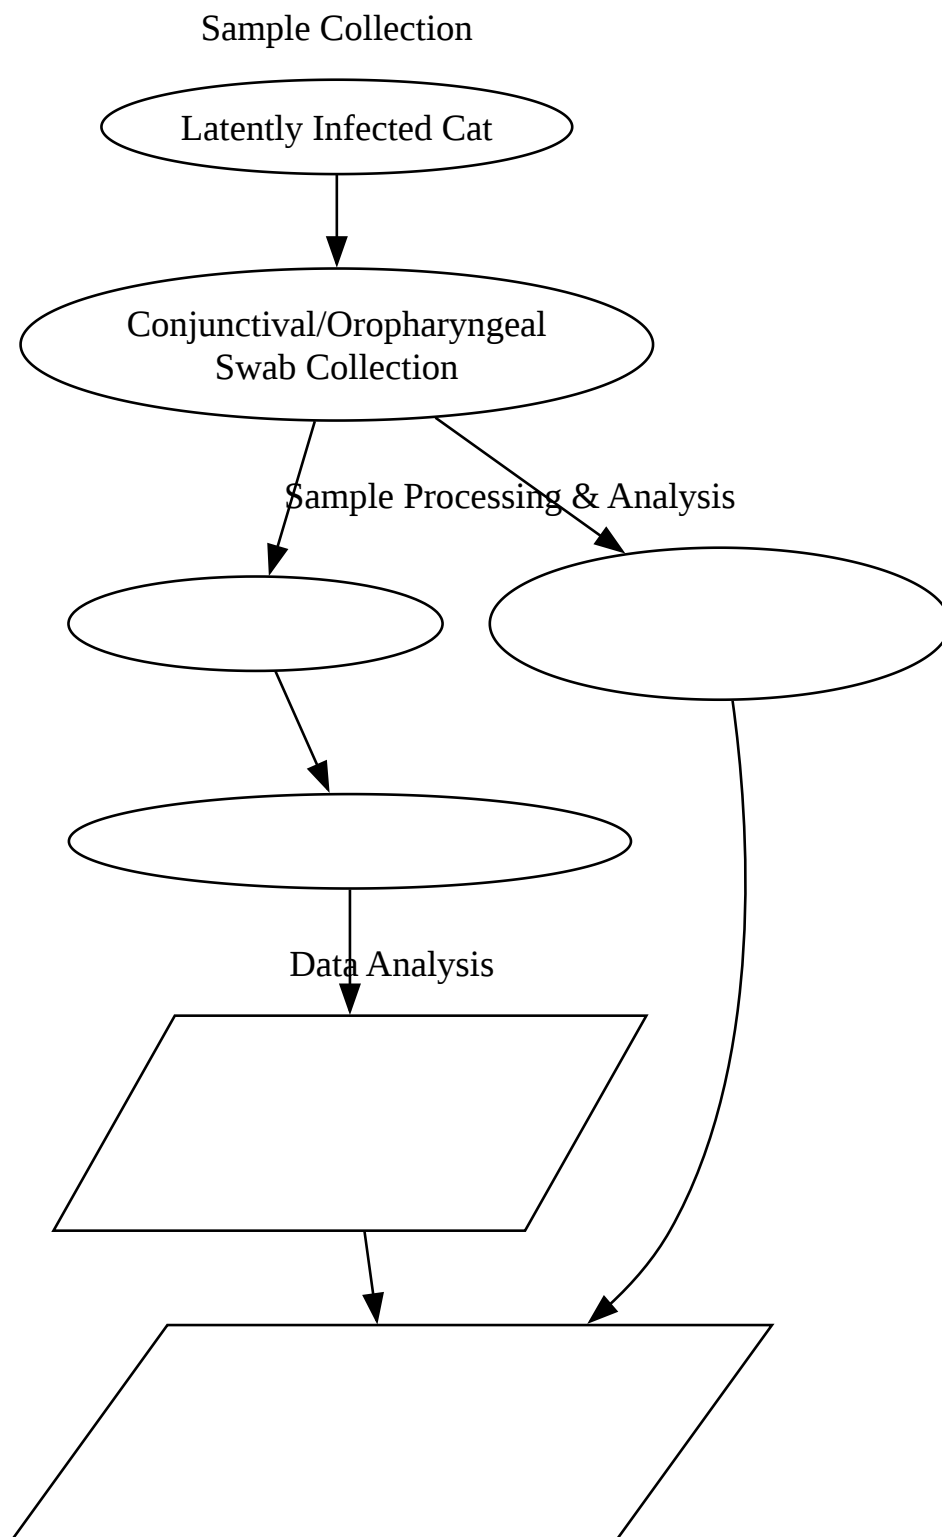 Sample Collection
Latently Infected Cat
Conjunctival/Oropharyngeal
Swab Collection
Sample Processing & Analysis
Data Analysis